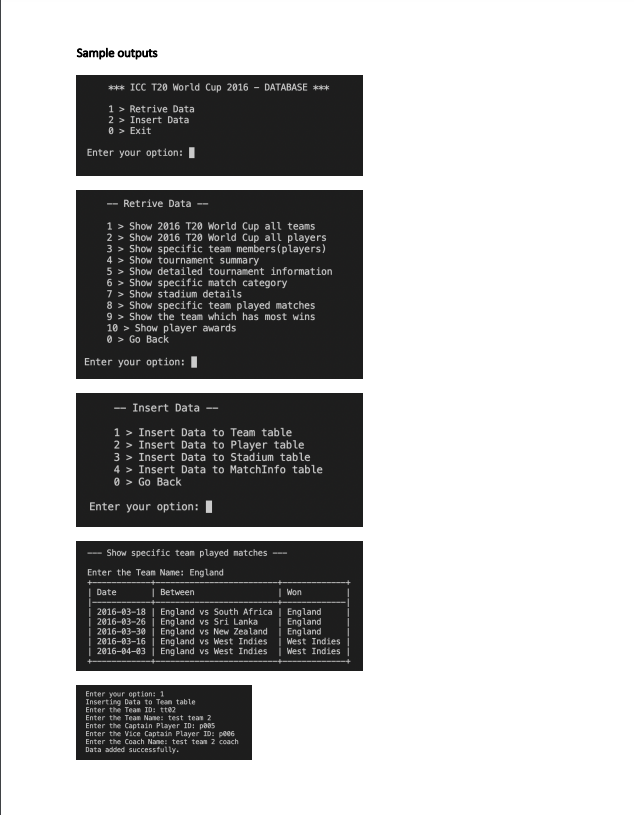 Sample outputs
*** ICC T20 World Cup 2016 – DATABASE ***
1 > Retrive Data
2 > Insert Data
0 > Exit
Enter your option:
—— Retrive Data ——
1 > Show 2016 T20 World Cup all teams
2 > Show 2016 T20 World Cup all players
3 > Show specific team members(players)
4 > Show tournament summary
5 > Show detailed tournament information
6 > Show specific match category
7 > Show stadium details
8 > Show specific team played matches
9 > Show the team which has most wins
10 > Show player awards
0 > Go Back
Enter your option:
—— Insert Data ——
1 > Insert Data to Team table
2 > Insert Data to Player table
3 > Insert Data to Stadium table
4 > Insert Data to MatchInfo table
0 > Go Back
Enter your option:
——— Show specific team played matches ———
Enter the Team Name: England
| Date | Between | Won |
| 2016-03-18 | England vs South Africa | England |
| 2016-03-26 | England vs Sri Lanka | England |
| 2016-03-30 | England vs New Zealand | England |
| 2016-03-16 | England vs West Indies | West Indies |
| 2016-04-03 | England vs West Indies | West Indies |
Enter your option: 1
Inserting Data to Team table
Enter the Team ID: tt02
Enter the Team Name: test team 2
Enter the Captain Player ID: p005
Enter the Vice Captain Player ID: p006
Enter the Coach Name: test team 2 coach
Data added successfully.